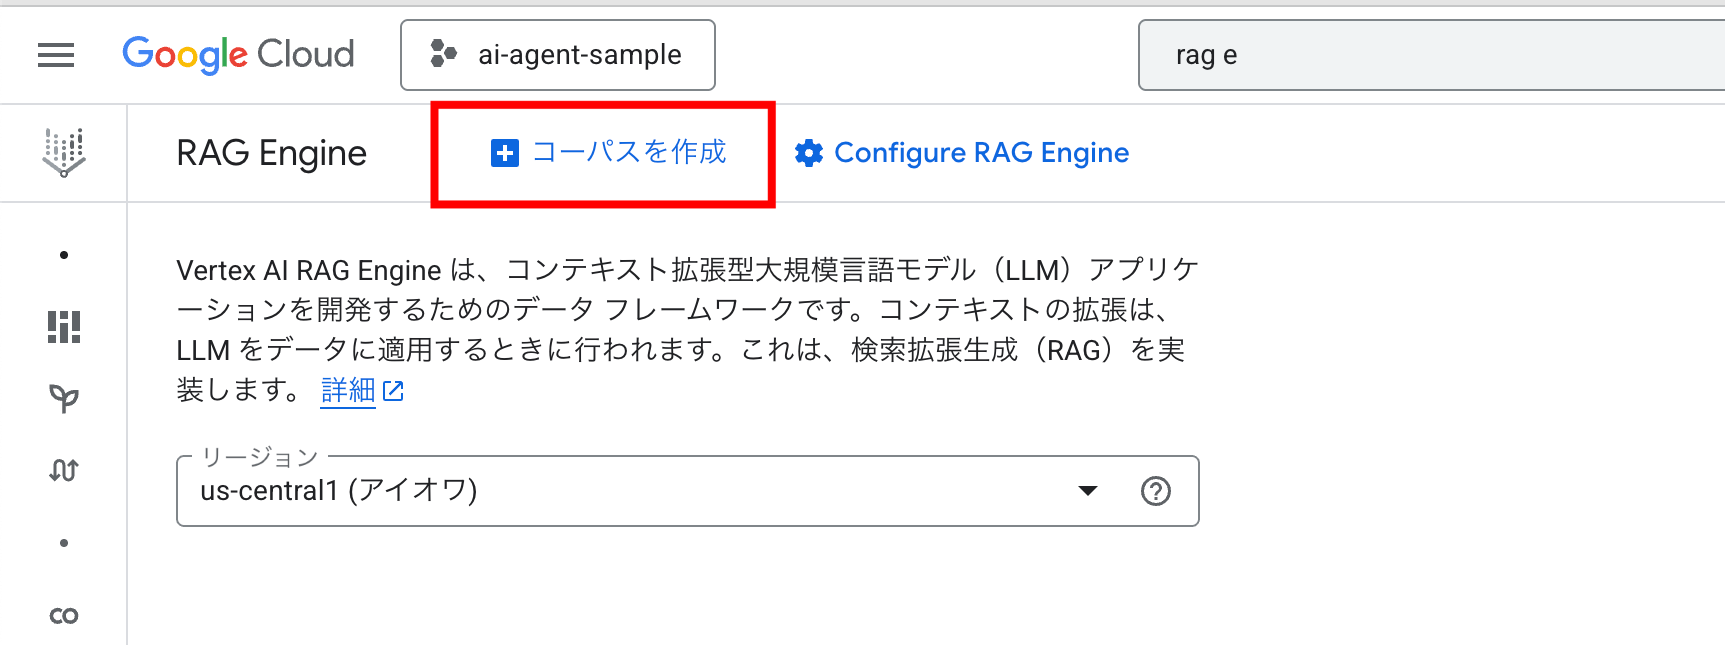 Google Cloud
ai-agent-sample
rag e
RAG Engine
コーパスを作成
Configure RAG Engine
Vertex AI RAG Engine は、コンテキスト拡張型大規模言語モデル（LLM）アプリケ
ーションを開発するためのデータ フレームワークです。コンテキストの拡張は、
LLM をデータに適用するときに行われます。これは、検索拡張生成（RAG）を実
装します。 詳細
リージョン
us-central1 (アイオワ)